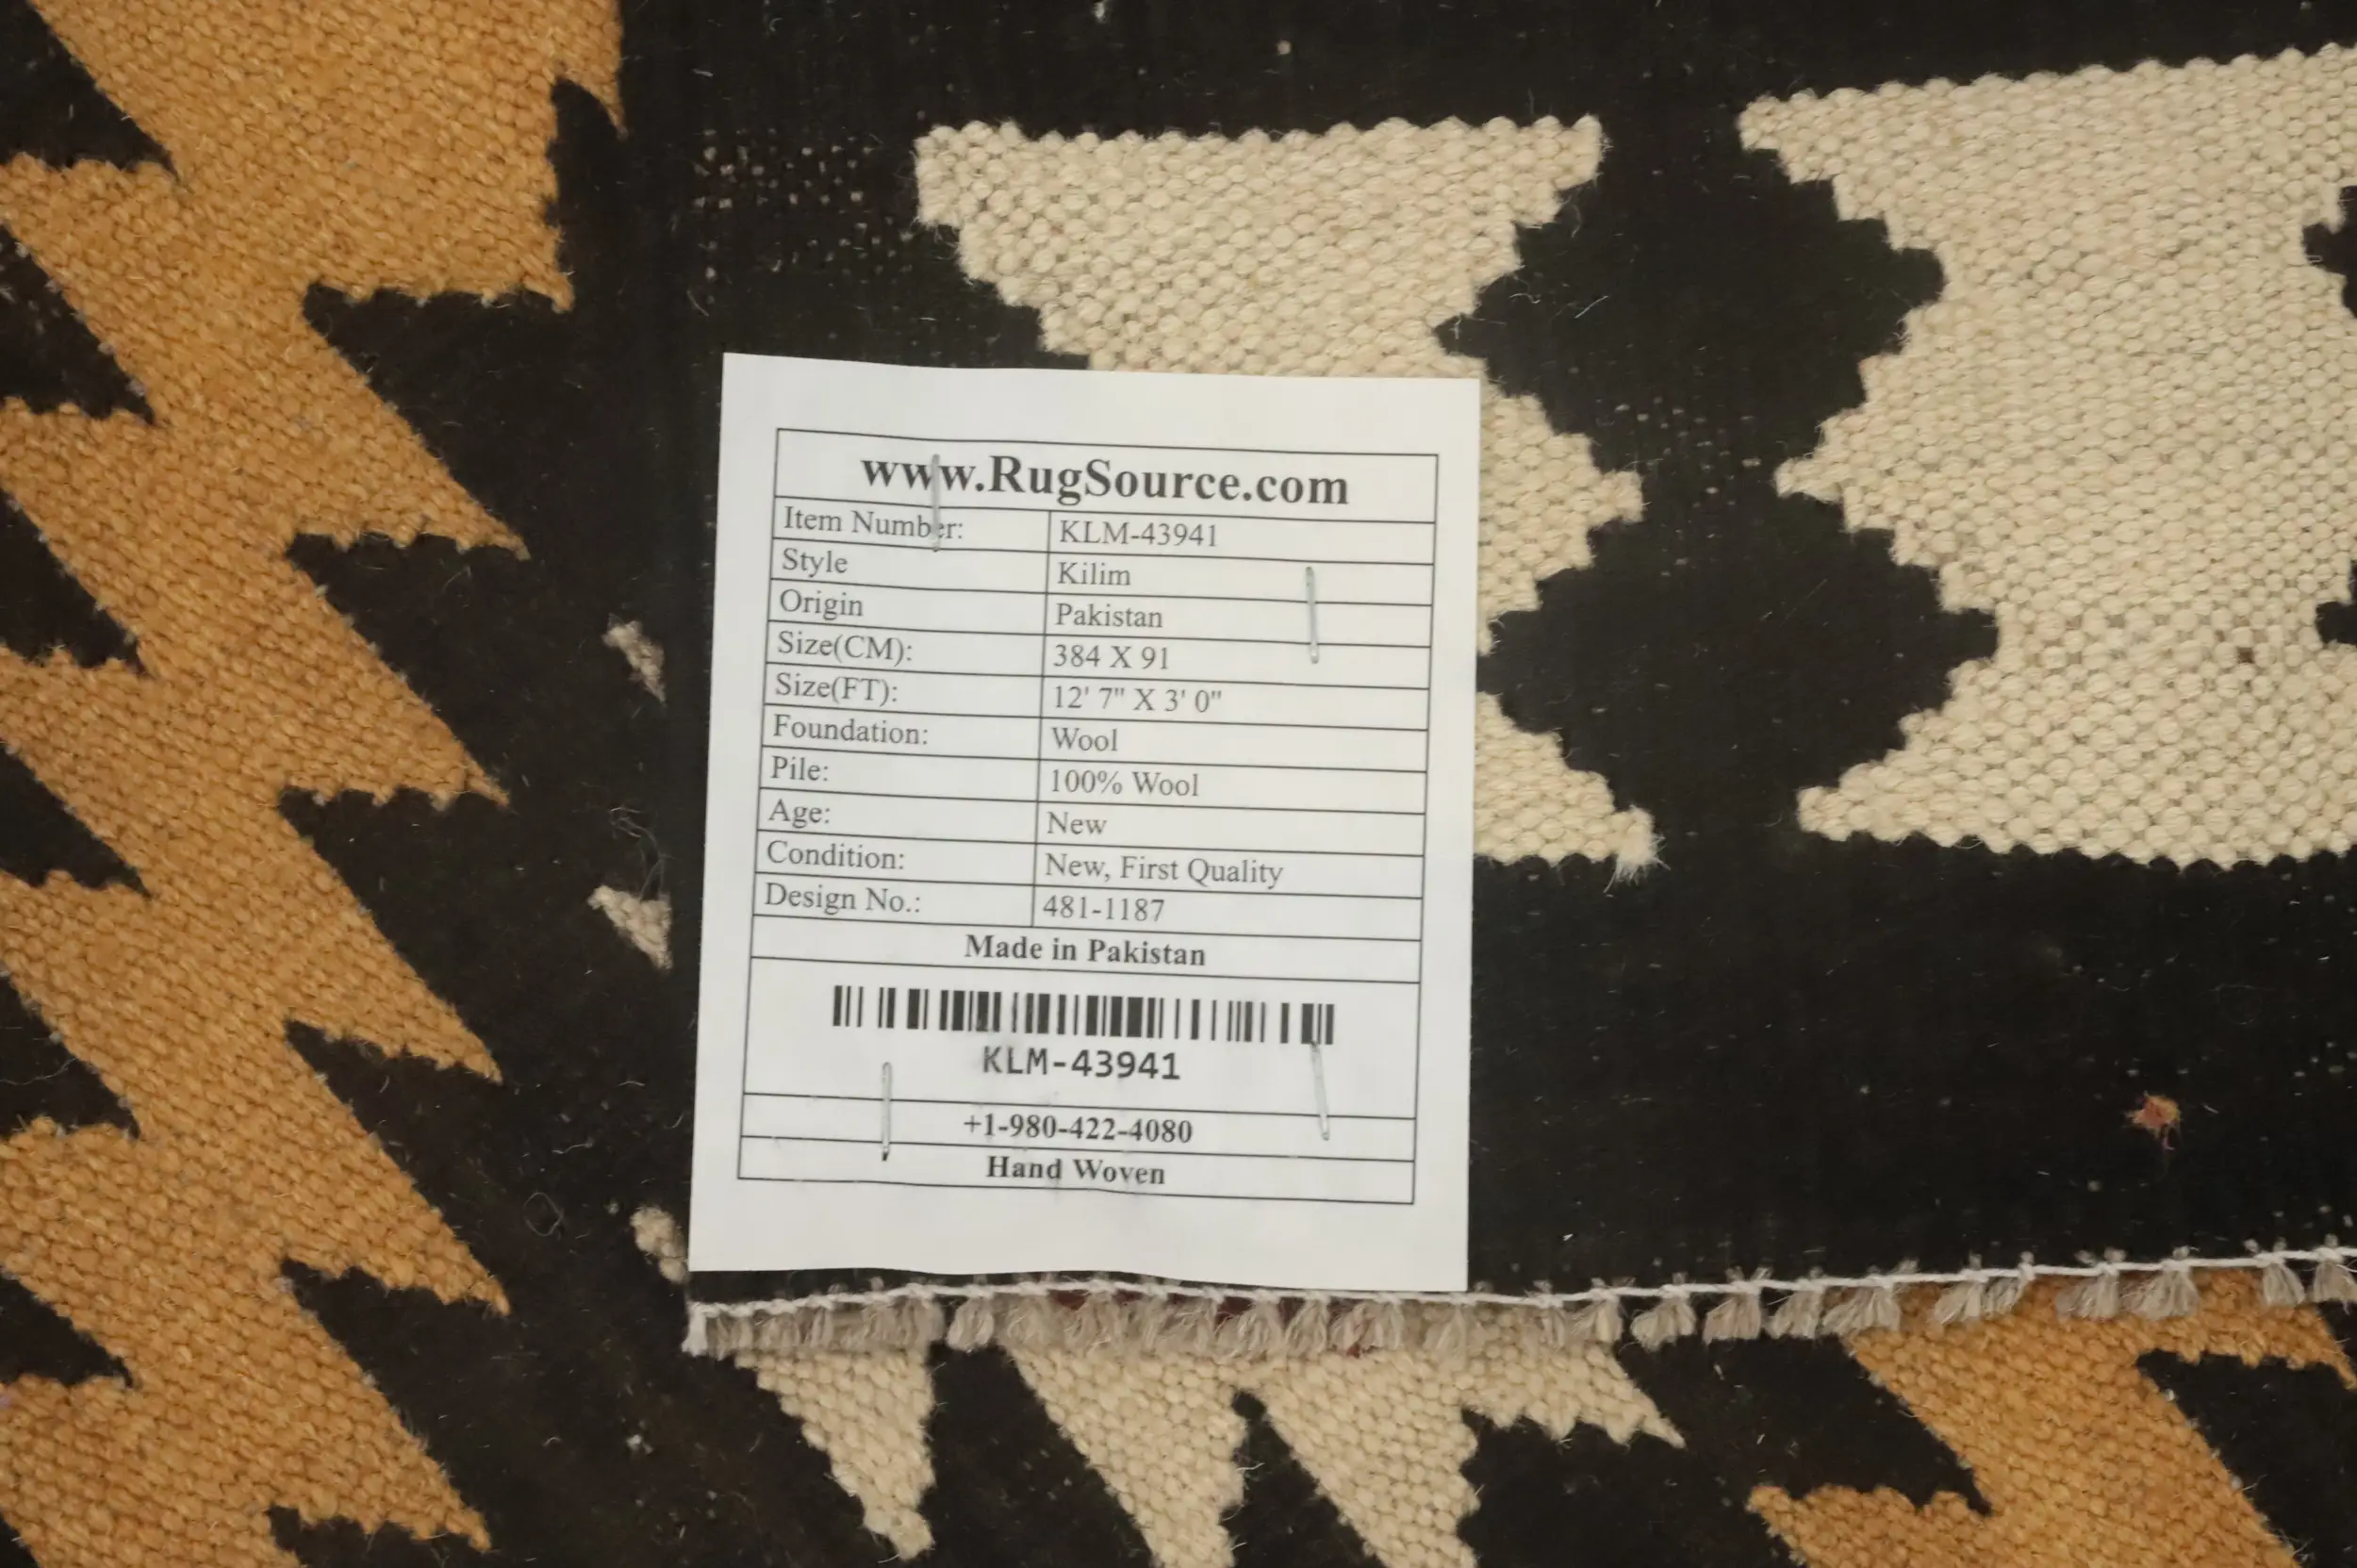 www.RugSource.com
Item Number: KLM-43941
Style Kilim
Origin Pakistan
Size(CM): 384 X 91
Size(FT): 12' 7" X 3' 0"
Foundation: Wool
Pile: 100% Wool
Age: New
Condition: New, First Quality
Design No.: 481-1187
Made in Pakistan
KLM-43941
+1-980-422-4080
Hand Woven